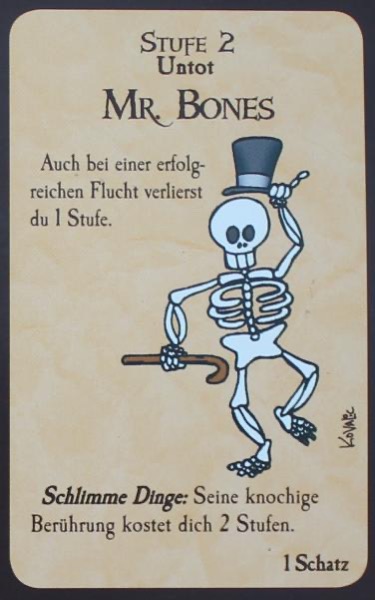 Stufe 2
Untot
Mr. Bones
Auch bei einer erfolg-
reichen Flucht verlierst
du 1 Stufe.
Kovalic
Schlimme Dinge: Seine knochige
Berührung kostet dich 2 Stufen.
1 Schatz